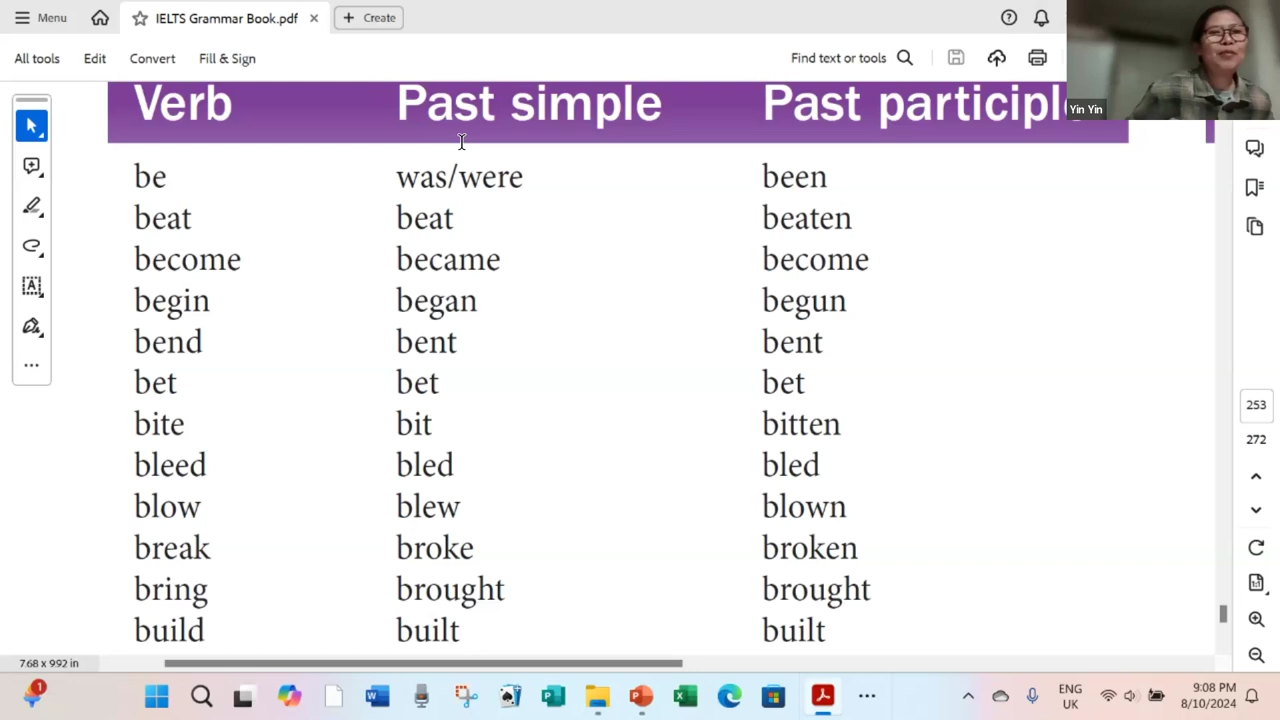 Menu IELTS Grammar Book.pdf Create
All tools Edit Convert Fill & Sign Find text or tools
Verb Past simple Past participle
Yin Yin
be was/were been
beat beat beaten
become became become
begin began begun
bend bent bent
bet bet bet
bite bit bitten
bleed bled bled
blow blew blown
break broke broken
253
bring brought brought
272
build built built
7.68 x 992 in
1
ENG
UK
9:08 PM
8/10/2024